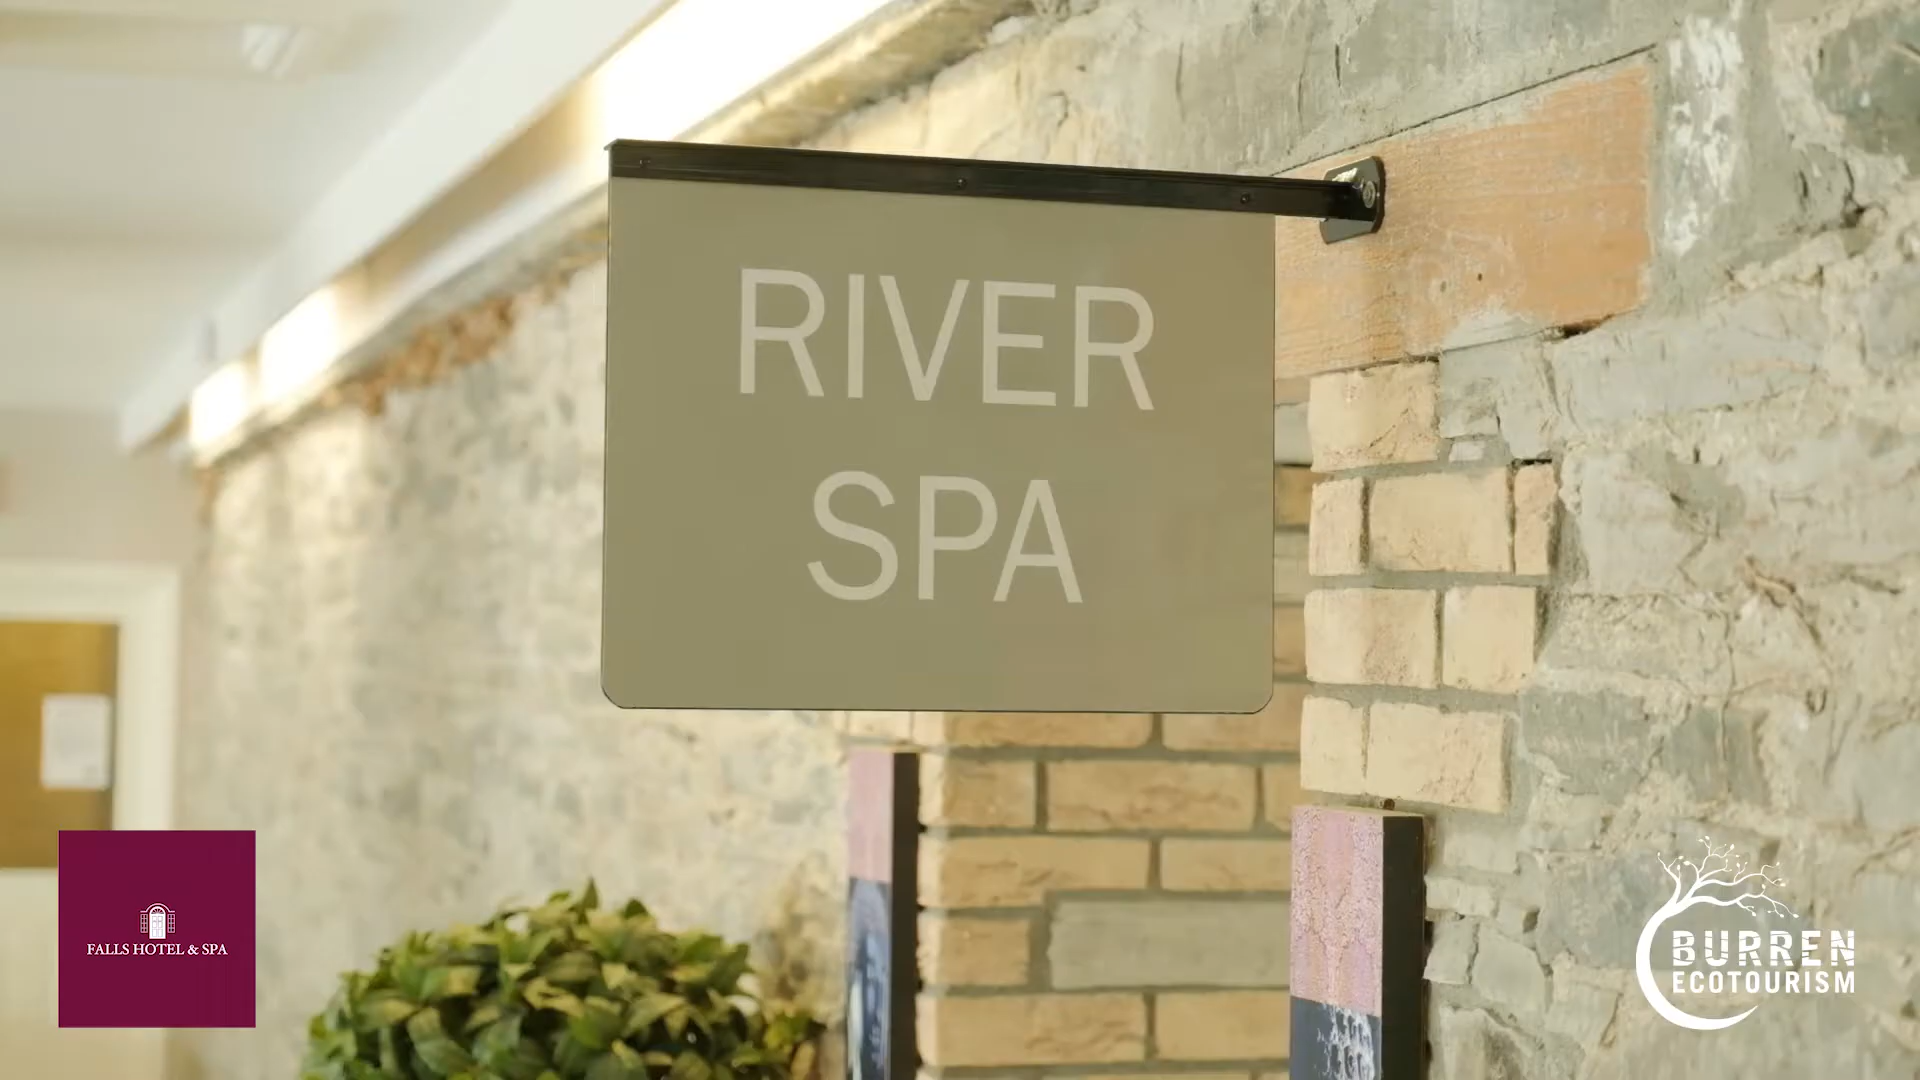 RIVER
SPA
FALLS HOTEL & SPA
BURREN
ECOTOURISM